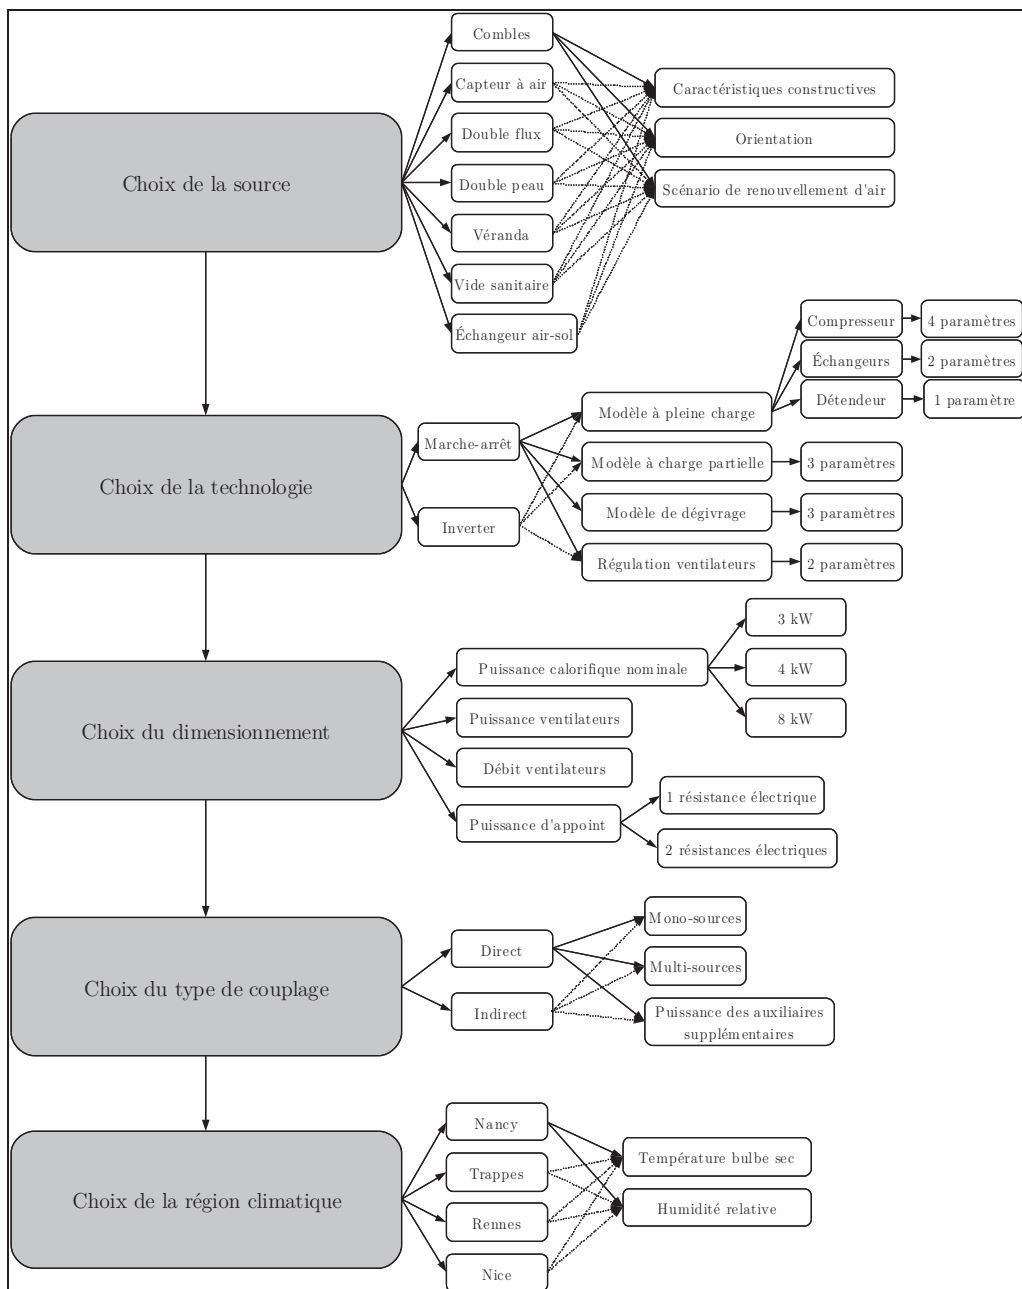 Choix de la source
Combles
Capteur à air
Double flux
Double peau
Véranda
Vide sanitaire
Échangeur air-sol
Caractéristiques constructives
Orientation
Scénario de renouvellement d'air
Choix de la technologie
Marche-arrêt
Inverter
Modèle à pleine charge
Modèle à charge partielle
Modèle de dégivrage
Régulation ventilateurs
Compresseur
Échangeurs
Détendeur
4 paramètres
2 paramètres
1 paramètre
3 paramètres
3 paramètres
2 paramètres
Choix du dimensionnement
Puissance calorifique nominale
Puissance ventilateurs
Débit ventilateurs
Puissance d'appoint
3 kW
4 kW
8 kW
1 résistance électrique
2 résistances électriques
Choix du type de couplage
Direct
Indirect
Mono-sources
Multi-sources
Puissance des auxiliaires
supplémentaires
Choix de la région climatique
Nancy
Trappes
Rennes
Nice
Température bulbe sec
Humidité relative